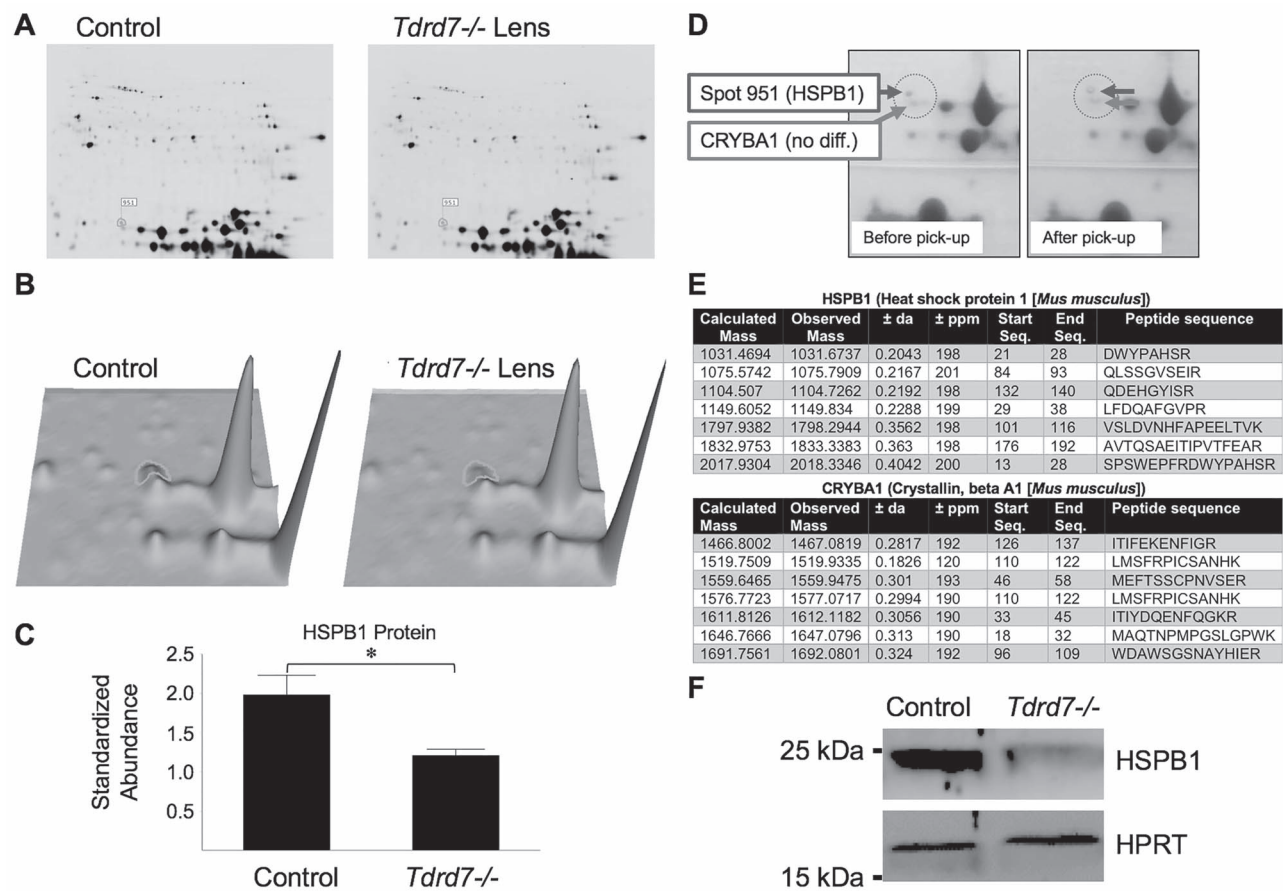 A
Control
Tdrd7-/- Lens
951
951
B
Control
Tdrd7-/- Lens
C
HSPB1 Protein
*
Standardized
Abundance
2.5
2.0
1.5
1.0
0.5
Control
Tdrd7-/-
D
Spot 951 (HSPB1)
CRYBA1 (no diff.)
Before pick-up
After pick-up
E
HSPB1 (Heat shock protein 1 [Mus musculus])
Calculated Mass Observed Mass ± da ± ppm Start Seq. End Seq. Peptide sequence
1031.4694 1031.6737 0.2043 198 21 28 DWYPAHSR
1075.5742 1075.7909 0.2167 201 84 93 QLSSGVSEIR
1104.507 1104.7262 0.2192 198 132 140 QDEHGYISR
1149.6052 1149.834 0.2288 199 29 38 LFDQAFGVPR
1797.9382 1798.2944 0.3562 198 101 116 VSLDVNHFAPEELTVK
1832.9753 1833.3383 0.363 198 176 192 AVTQSAEITIPVTFEAR
2017.9304 2018.3346 0.4042 200 13 28 SPSWEPFRDWYPAHSR
CRYBA1 (Crystallin, beta A1 [Mus musculus])
Calculated Mass Observed Mass ± da ± ppm Start Seq. End Seq. Peptide sequence
1466.8002 1467.0819 0.2817 192 126 137 ITIFEKENFIGR
1519.7509 1519.9335 0.1826 120 110 122 LMSFRPICSANHK
1559.6465 1559.9475 0.301 193 46 58 MEFTSSCPNVSER
1576.7723 1577.0717 0.2994 190 110 122 LMSFRPICSANHK
1611.8126 1612.1182 0.3056 190 33 45 ITIYDQENFQGKR
1646.7666 1647.0796 0.313 190 18 32 MAQTNPMPGSLGPWK
1691.7561 1692.0801 0.324 192 96 109 WDAWSGSNAYHIER
F
Control
Tdrd7-/-
25 kDa
HSPB1
HPRT
15 kDa